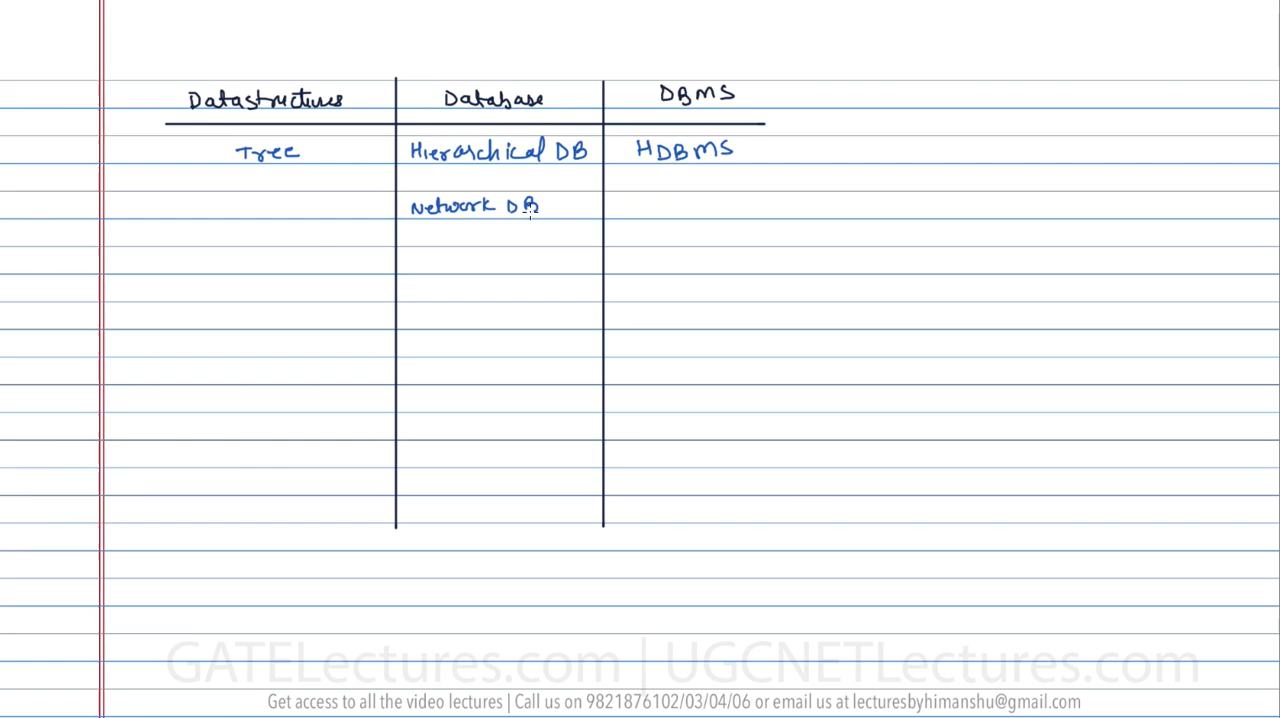 Datastructures Database DBMS
Tree Hierarchical DB HDBMS
Network DB
GATELectures.com | UGCNETLectures.com
Get access to all the video lectures | Call us on 9821876102/03/04/06 or email us at lecturesbyhimanshu@gmail.com